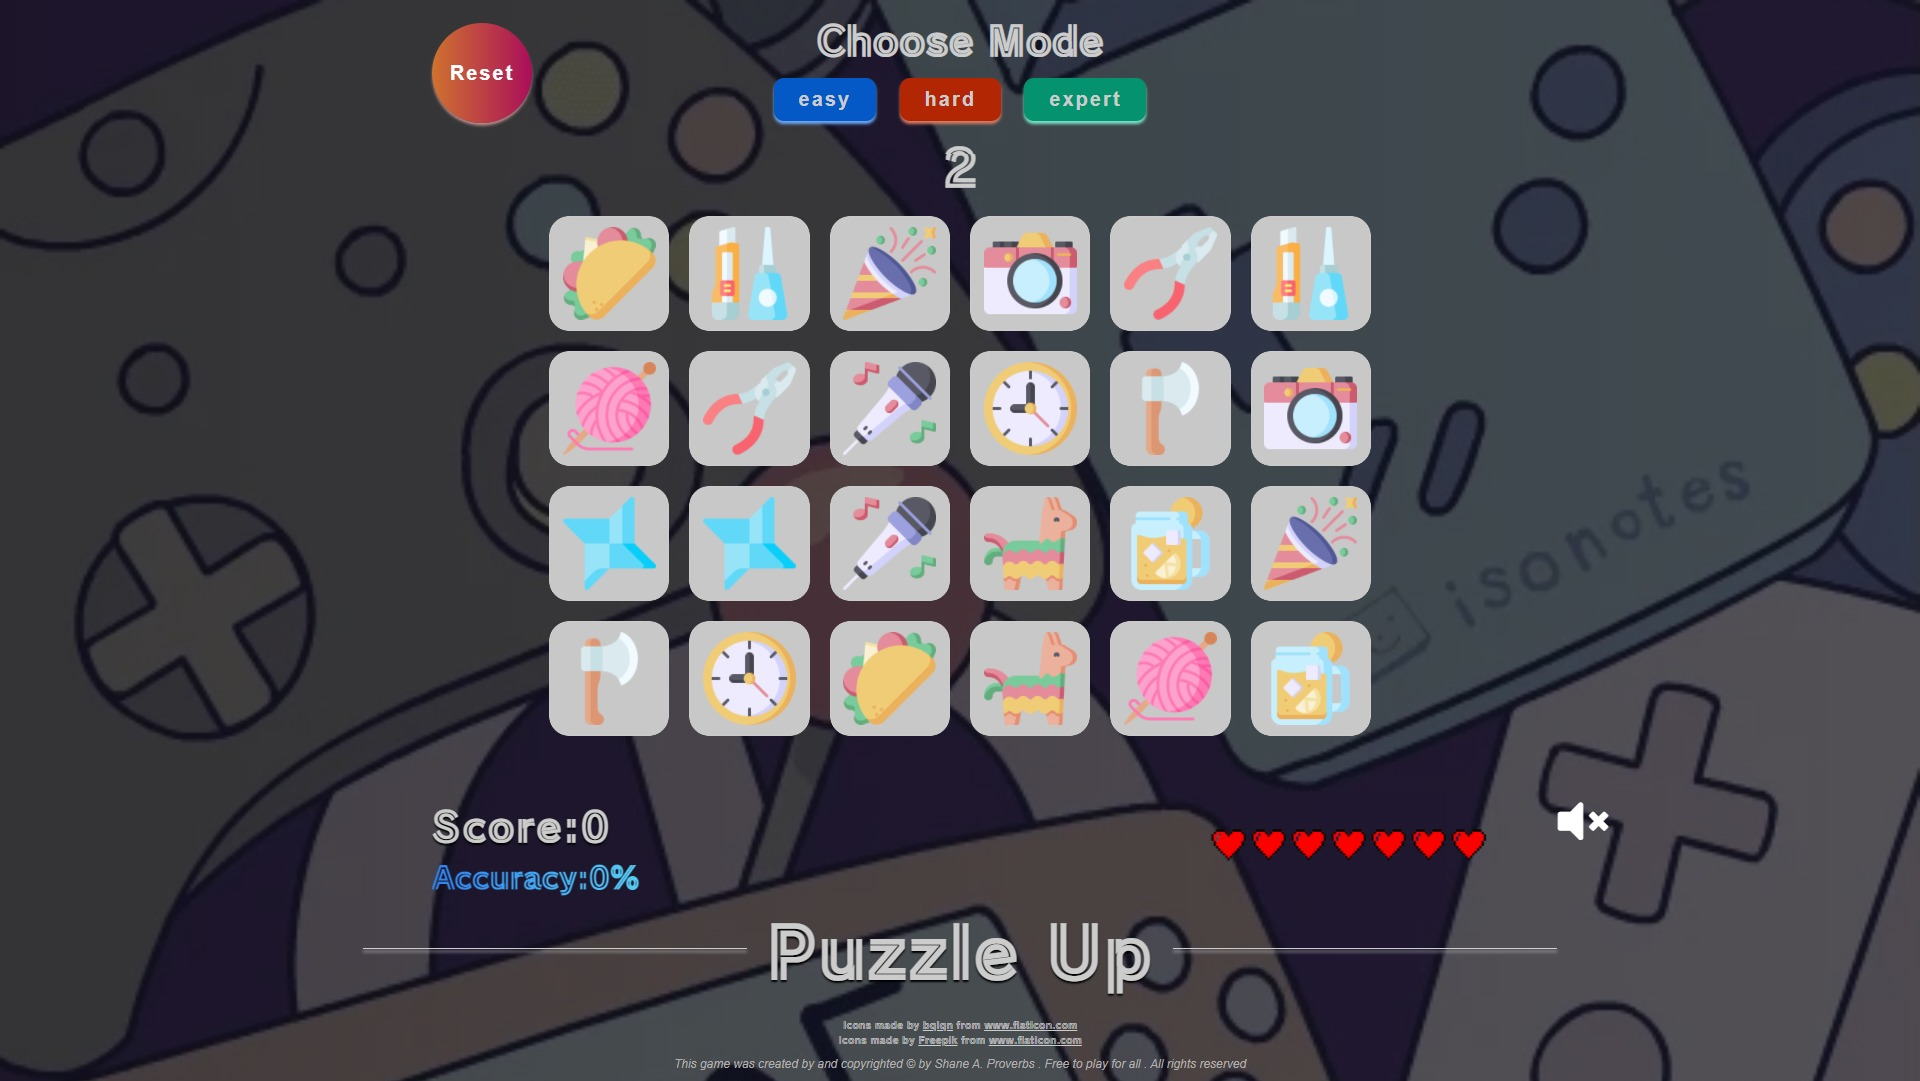 Choose Mode
Reset
easy
hard
expert
2
isonotes
Score:0
Accuracy:0%
Puzzle Up
Icons made by bqlqn from www.flaticon.com
Icons made by Freepik from www.flaticon.com
This game was created by and copyrighted © by Shane A. Proverbs . Free to play for all . All rights reserved